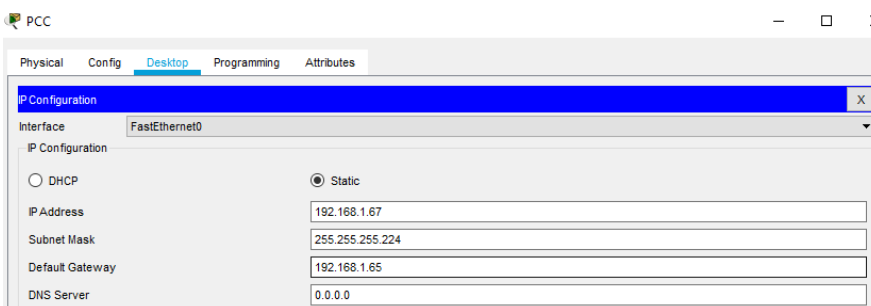 PCC
Physical Config Desktop Programming Attributes
IP Configuration X
Interface FastEthernet0
IP Configuration
DHCP Static
IP Address 192.168.1.67
Subnet Mask 255.255.255.224
Default Gateway 192.168.1.65
DNS Server 0.0.0.0